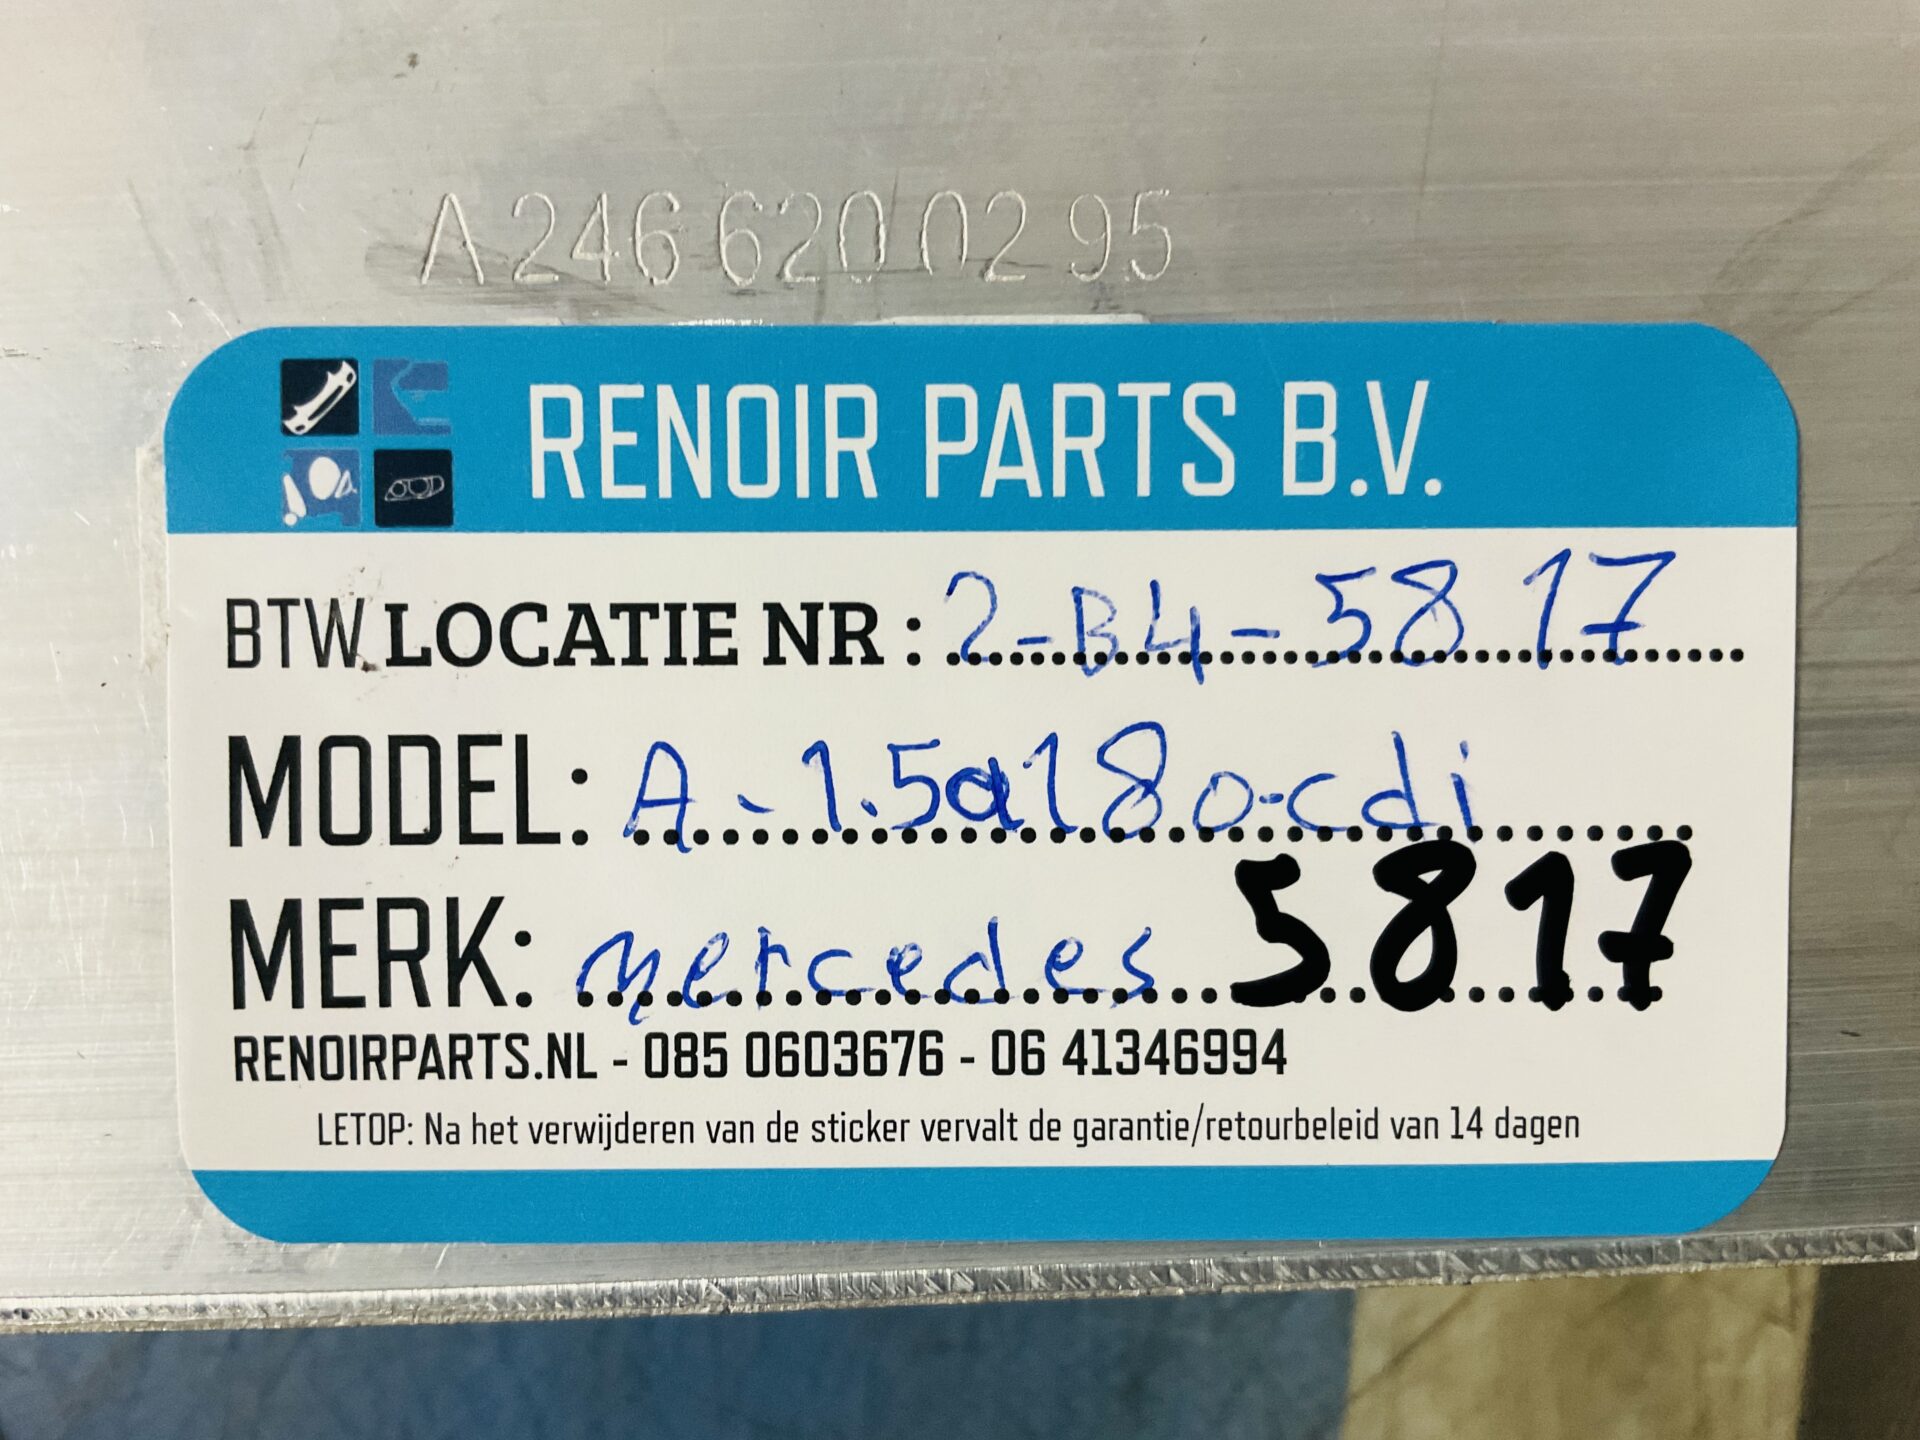 A 246 620 02 95
RENOIR PARTS B.V.
BTW LOCATIE NR : 2-B4-5817
MODEL: A-1.5a180-cdi
MERK: mercedes 5817
RENOIRPARTS.NL - 085 0603676 - 06 41346994
LETOP: Na het verwijderen van de sticker vervalt de garantie/retourbeleid van 14 dagen